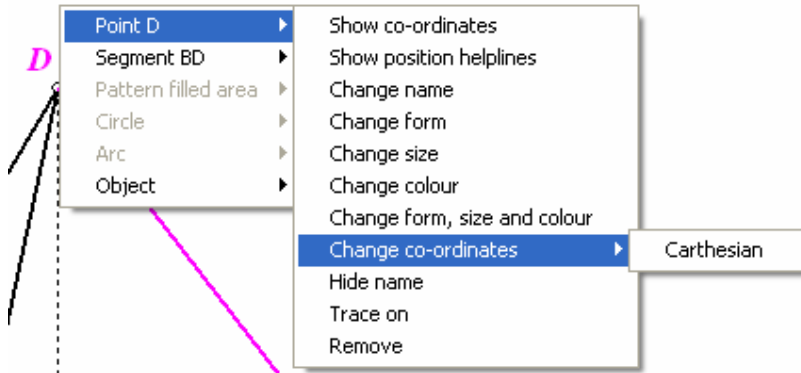 D
Point D
Segment BD
Pattern filled area
Circle
Arc
Object
Show co-ordinates
Show position helplines
Change name
Change form
Change size
Change colour
Change form, size and colour
Change co-ordinates
Hide name
Trace on
Remove
Carthesian